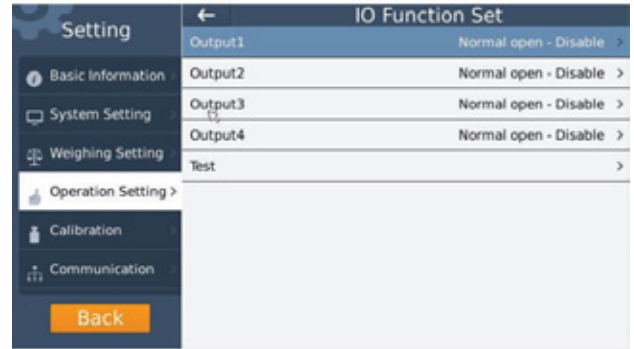 Setting
Basic Information
System Setting
Weighing Setting
Operation Setting
Calibration
Communication
Back
IO Function Set
Output1 Normal open - Disable
Output2 Normal open - Disable
Output3 Normal open - Disable
Output4 Normal open - Disable
Test